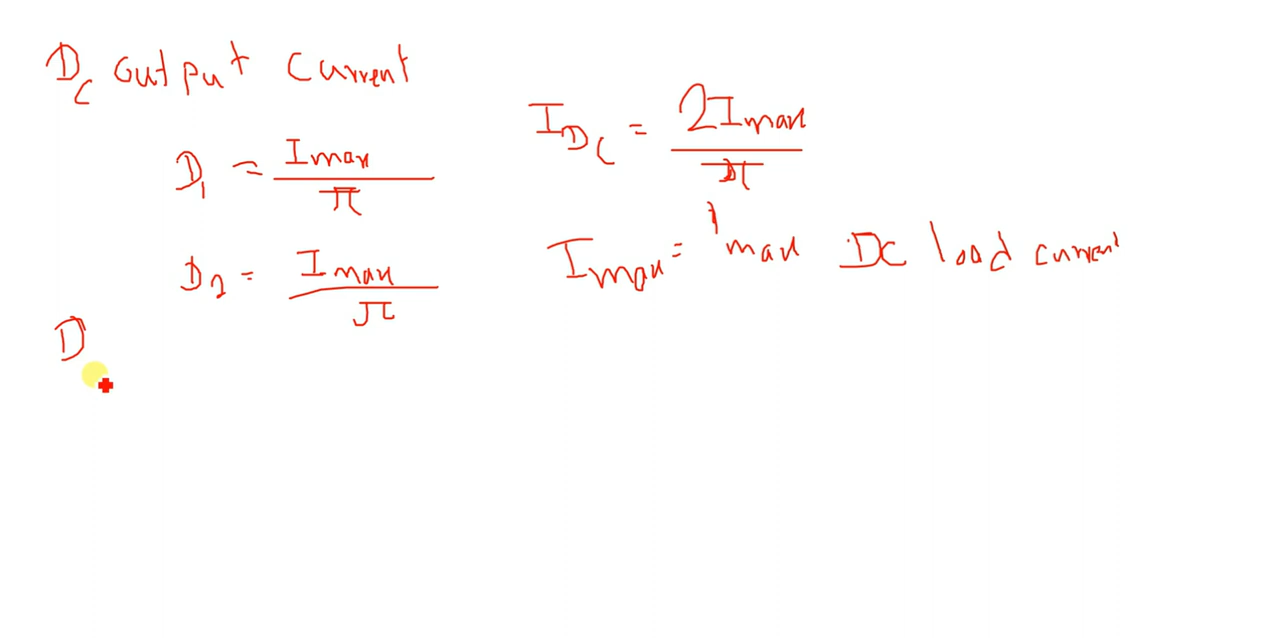 DC output current
D1 = Imax / π
D2 = Imax / π
IDC = 2Imax / π
Imax = max DC load current
D